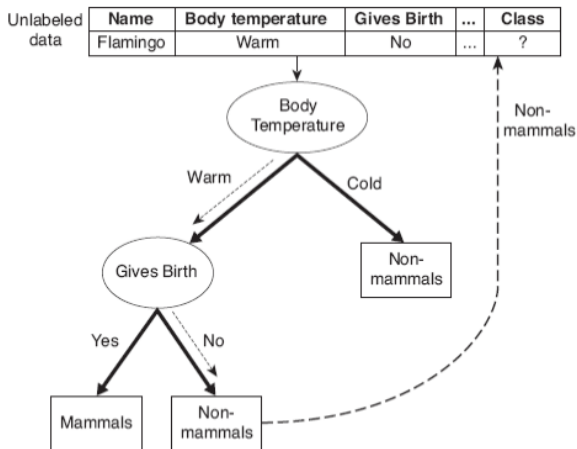 Unlabeled
data
Name Body temperature Gives Birth ... Class
Flamingo Warm No ... ?
Body
Temperature
Non-
mammals
Warm
Cold
Gives Birth
Non-
mammals
Yes
No
Mammals
Non-
mammals